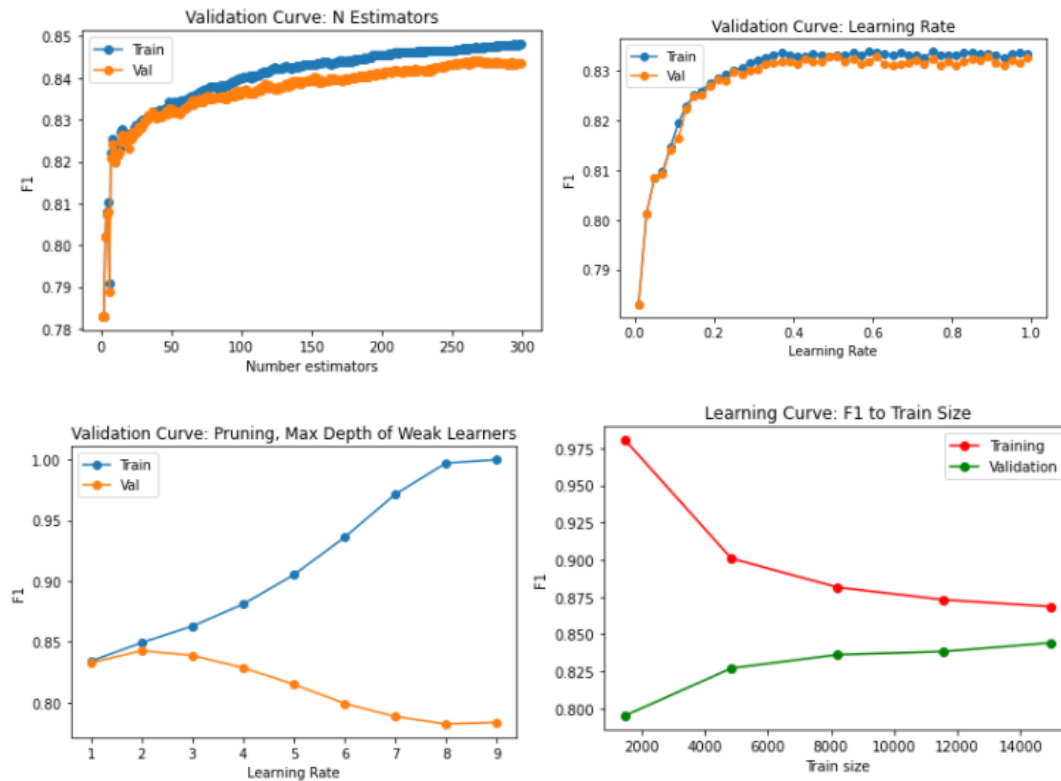 Validation Curve: N Estimators
0.85
0.84
0.83
0.82
0.81
0.80
0.79
0.78
F1
Train
Val
0
50
100
150
200
250
300
Number estimators
Validation Curve: Learning Rate
0.83
0.82
0.81
0.80
0.79
F1
Train
Val
0.0
0.2
0.4
0.6
0.8
1.0
Learning Rate
Validation Curve: Pruning, Max Depth of Weak Learners
1.00
0.95
0.90
0.85
0.80
F1
Train
Val
1
2
3
4
5
6
7
8
9
Learning Rate
Learning Curve: F1 to Train Size
0.975
0.950
0.925
0.900
0.875
0.850
0.825
0.800
F1
Training
Validation
2000
4000
6000
8000
10000
12000
14000
Train size